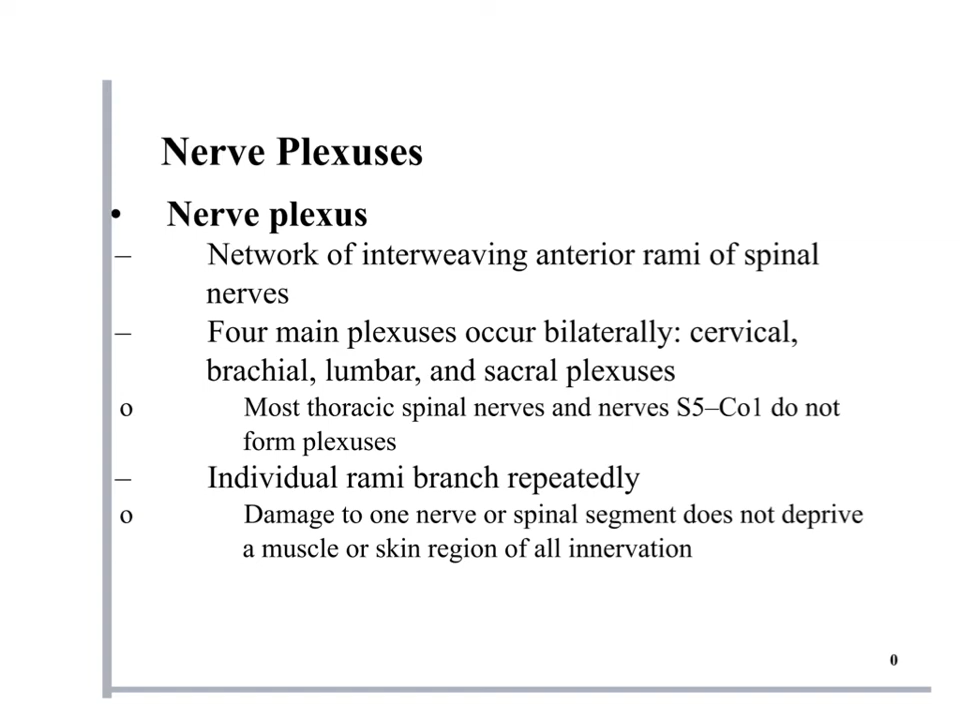 Nerve Plexuses
• Nerve plexus
– Network of interweaving anterior rami of spinal
nerves
– Four main plexuses occur bilaterally: cervical,
brachial, lumbar, and sacral plexuses
o Most thoracic spinal nerves and nerves S5–Co1 do not
form plexuses
– Individual rami branch repeatedly
o Damage to one nerve or spinal segment does not deprive
a muscle or skin region of all innervation
0